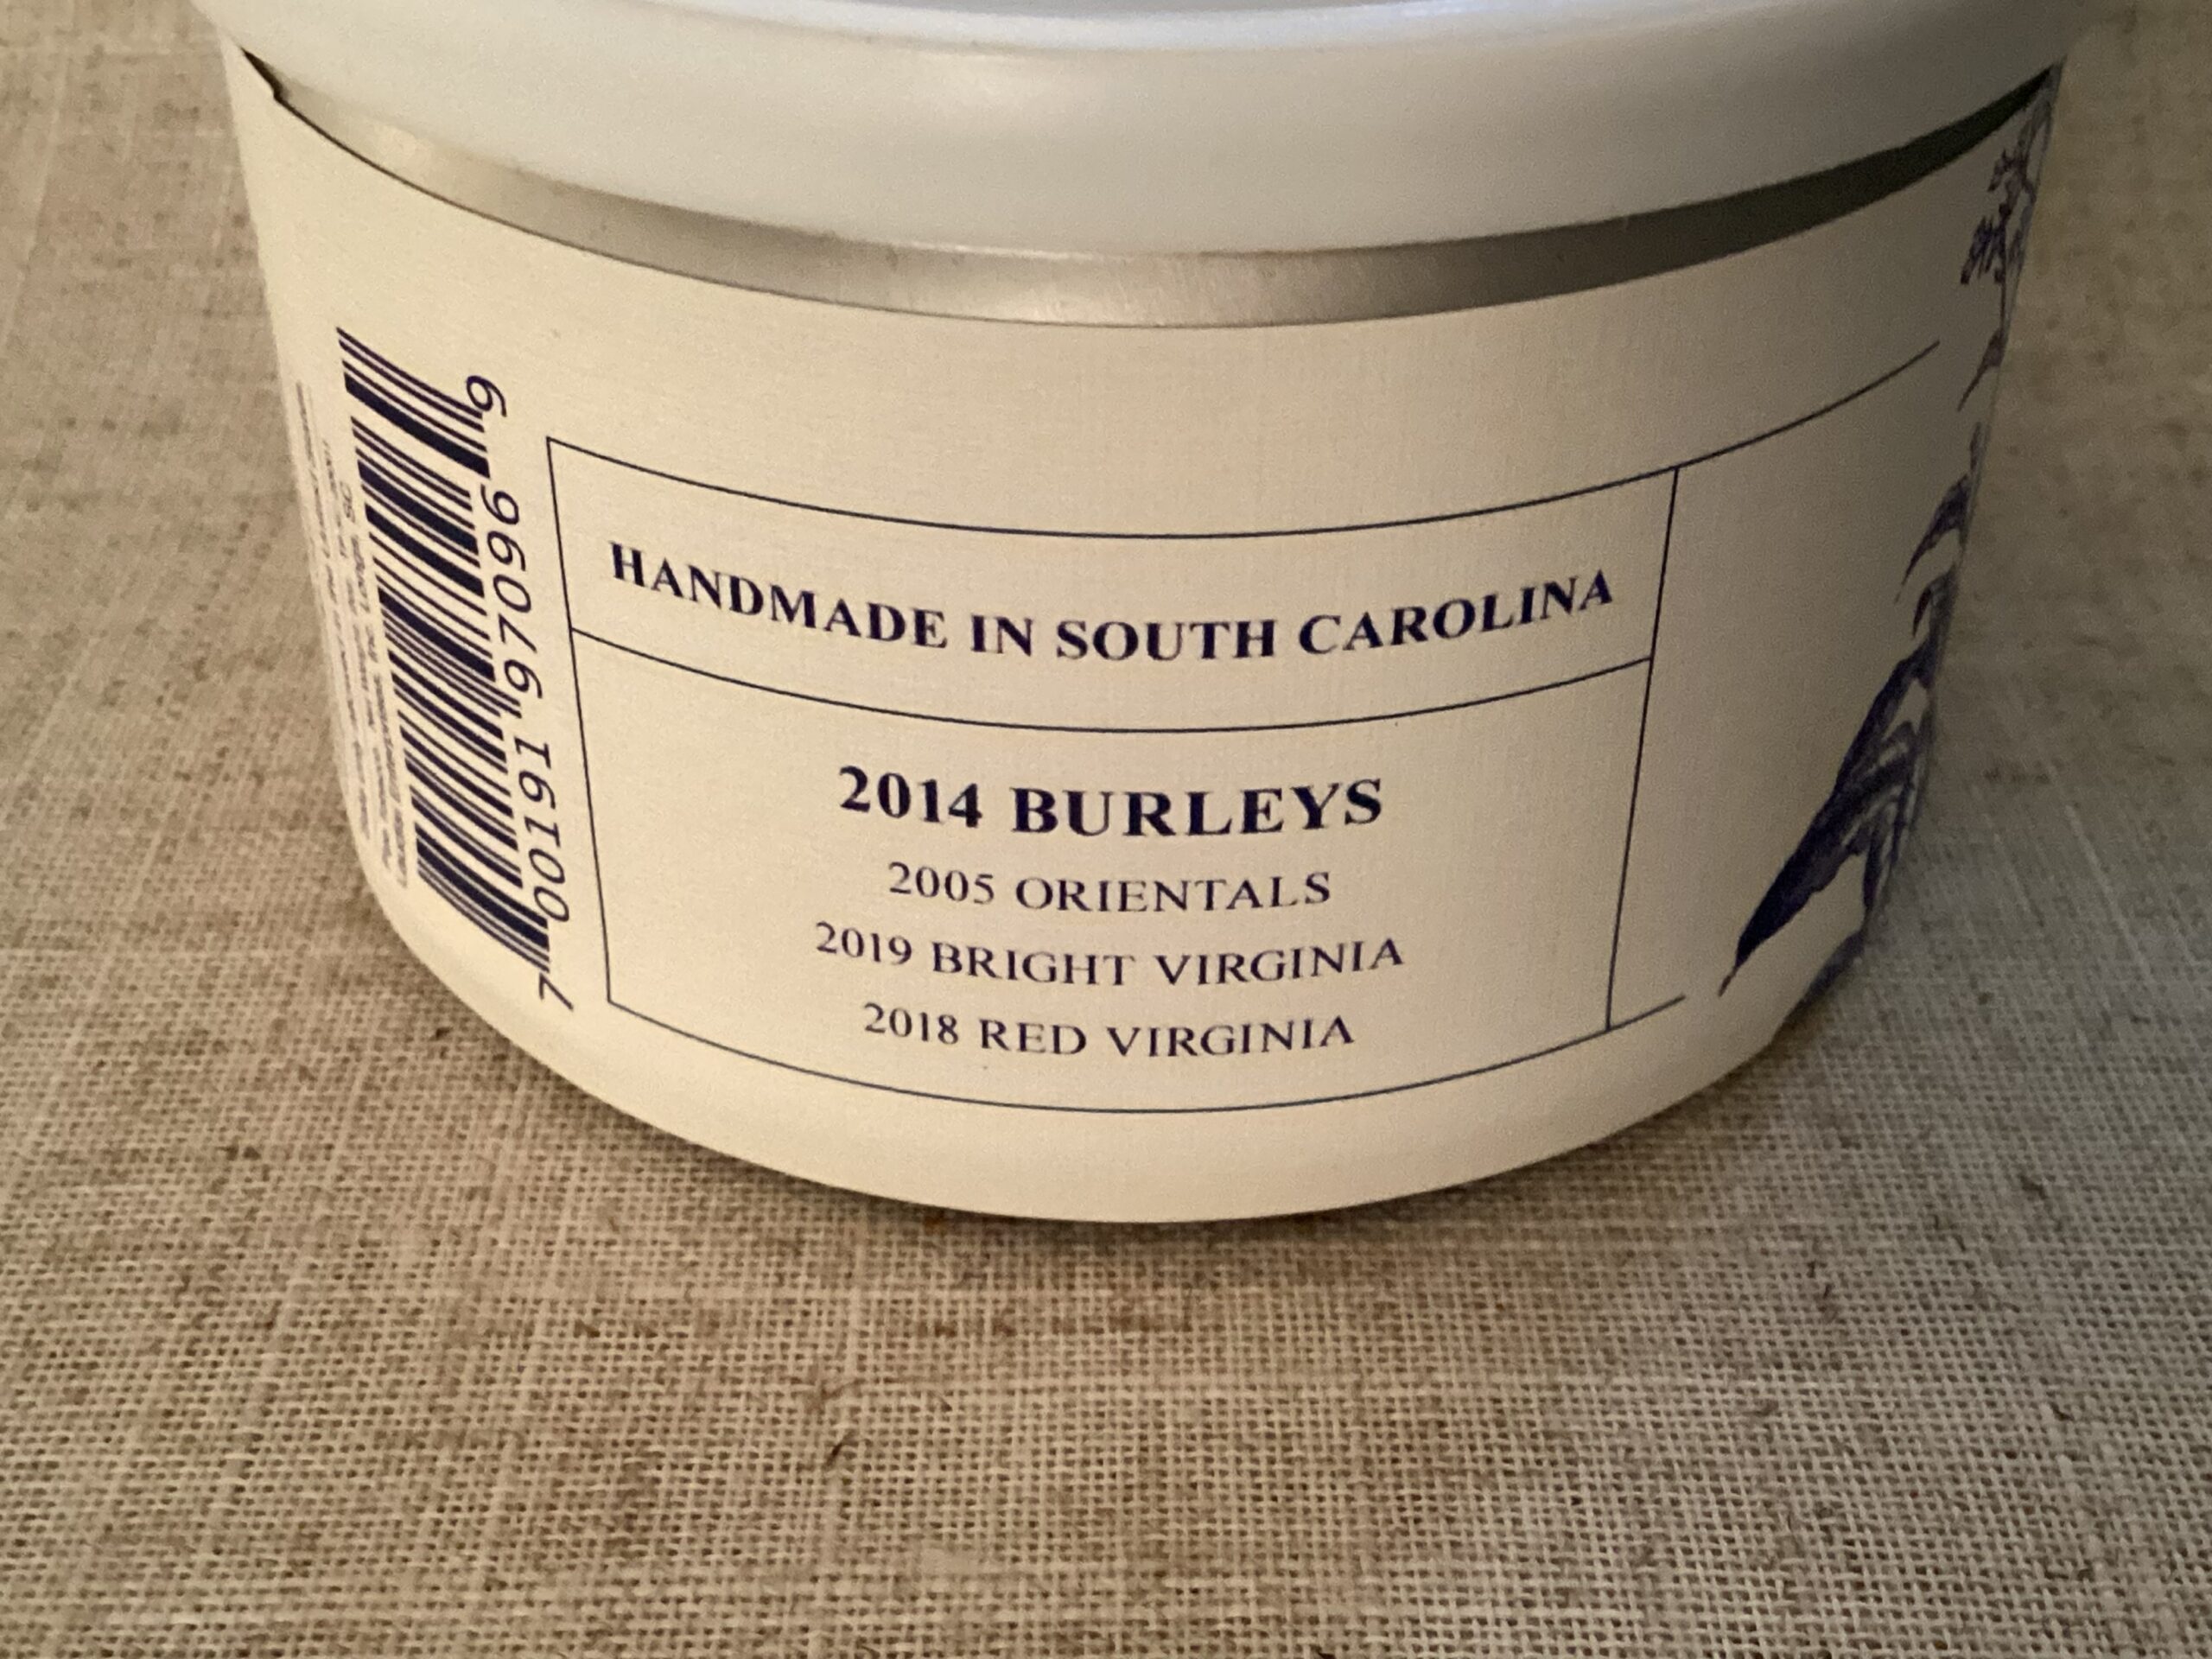 HANDMADE IN SOUTH CAROLINA
2014 BURLEYS
2005 ORIENTALS
2019 BRIGHT VIRGINIA
2018 RED VIRGINIA
7 00191 97096 9